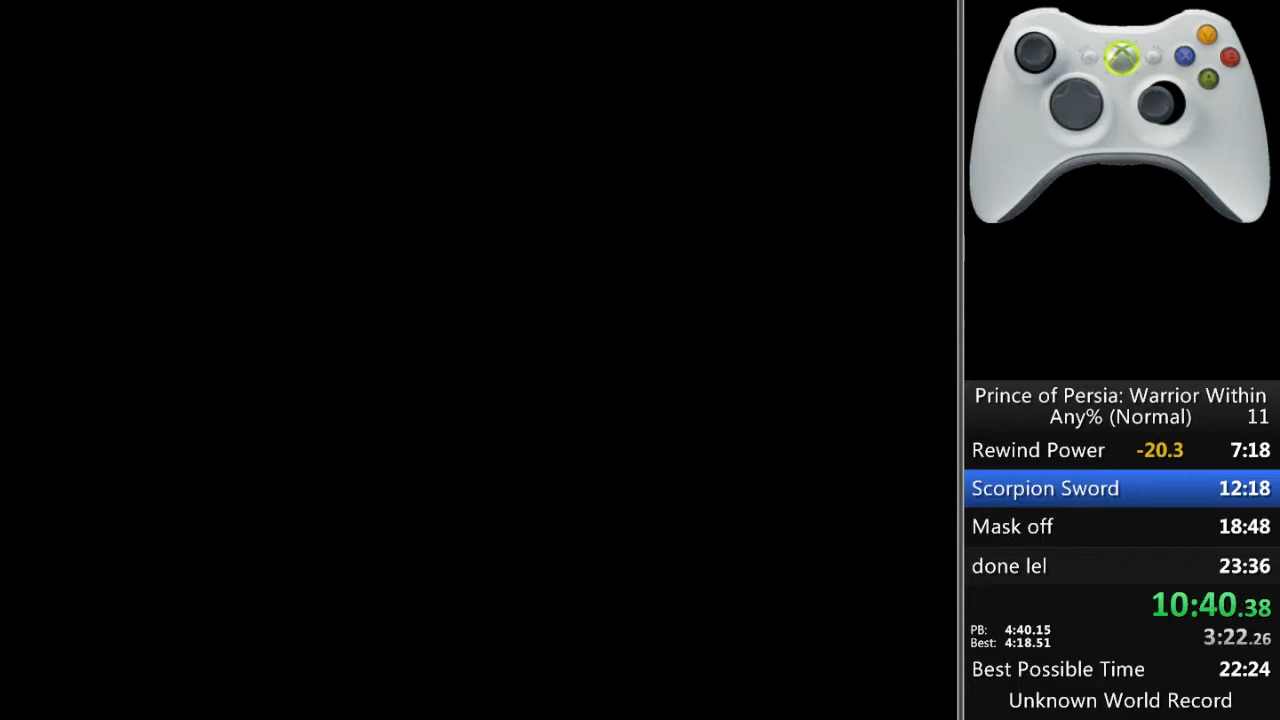 Prince of Persia: Warrior Within
Any% (Normal) 11
Rewind Power -20.3 7:18
Scorpion Sword 12:18
Mask off 18:48
done lel 23:36
10:40.38
PB: 4:40.15
Best: 4:18.51
3:22.26
Best Possible Time 22:24
Unknown World Record